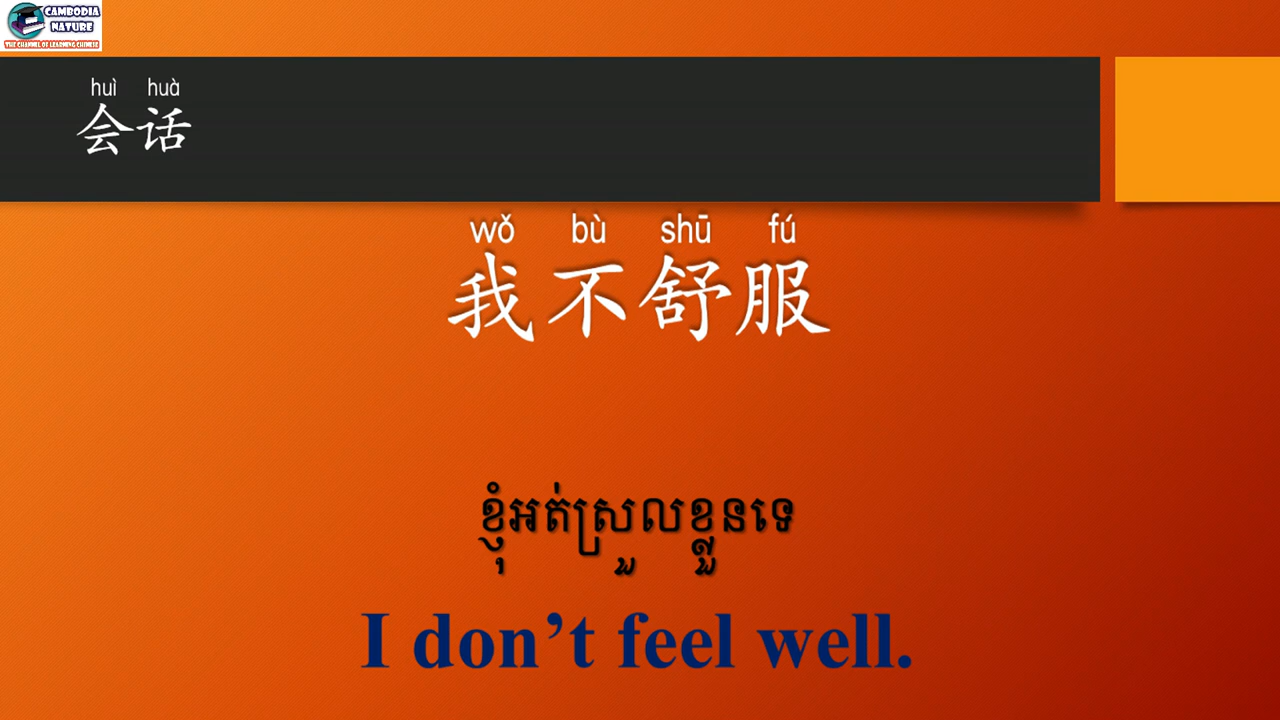 CAMBODIA
NATURE
THE CHANNEL OF LEARNING CHINESE
huì huà
会话
wǒ bù shū fú
我不舒服
ខ្ញុំអត់ស្រួលខ្លួនទេ
I don’t feel well.